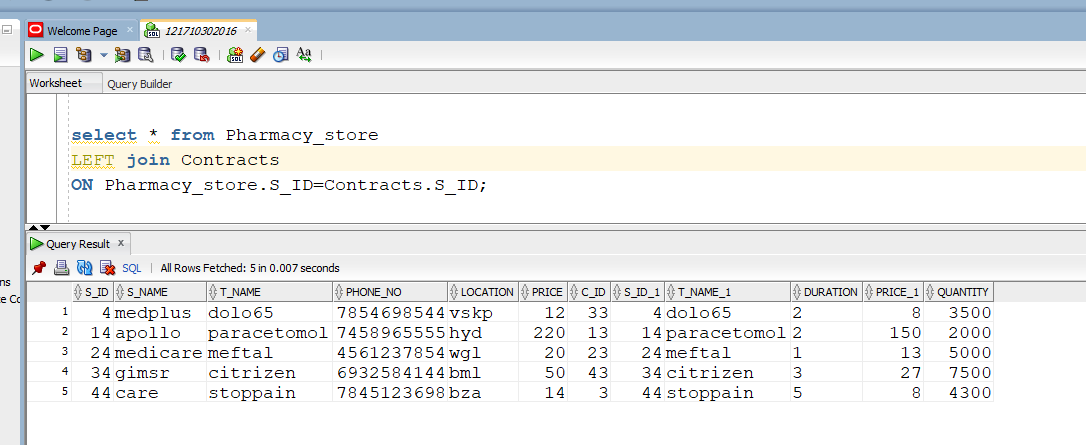 Welcome Page 121710302016
Worksheet Query Builder
select * from Pharmacy_store
LEFT join Contracts
ON Pharmacy_store.S_ID=Contracts.S_ID;
Query Result x
SQL | All Rows Fetched: 5 in 0.007 seconds
S_ID S_NAME T_NAME PHONE_NO LOCATION PRICE C_ID S_ID_1 T_NAME_1 DURATION PRICE_1 QUANTITY
1 4 medplus dolo65 7854698544 vskp 12 33 4 dolo65 2 8 3500
2 14 apollo paracetomol 7458965555 hyd 220 13 14 paracetomol 2 150 2000
3 24 medicare meftal 4561237854 wgl 20 23 24 meftal 1 13 5000
4 34 gimsr citrizen 6932584144 bml 50 43 34 citrizen 3 27 7500
5 44 care stoppain 7845123698 bza 14 3 44 stoppain 5 8 4300